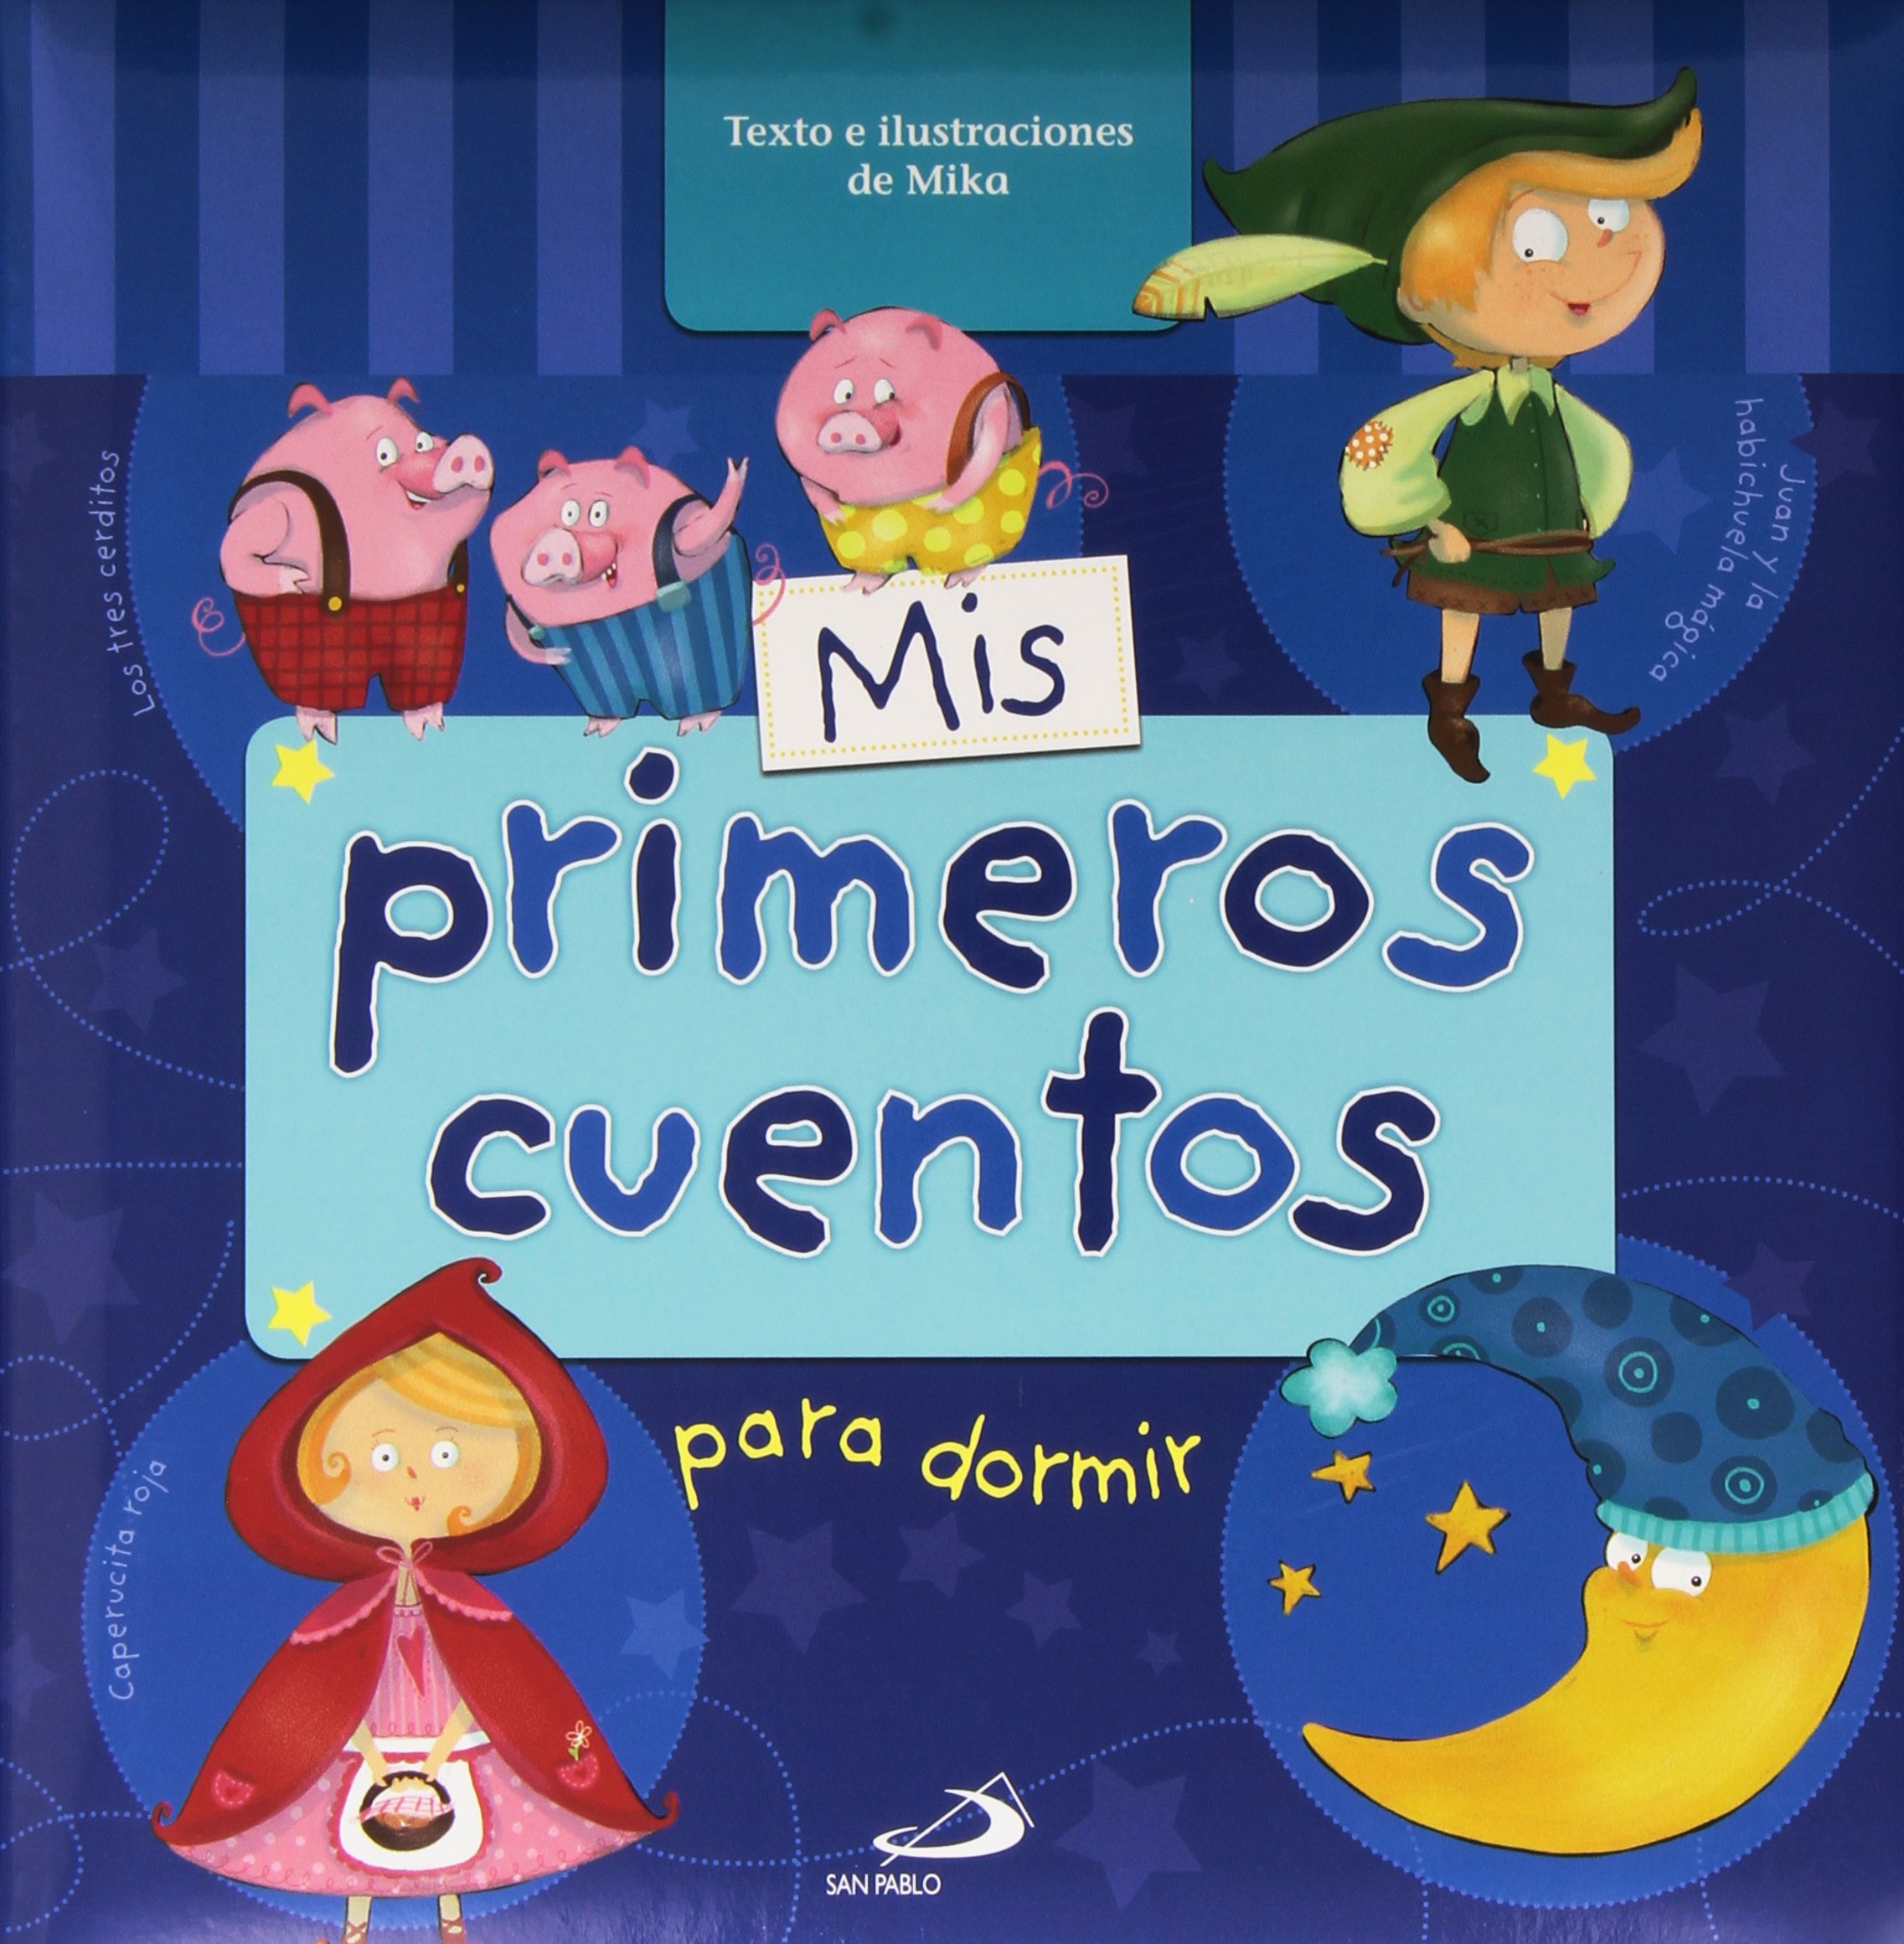 Texto e ilustraciones
de Mika
Los tres cerditos
Juan y la
habichuela mágica
Mis
primeros
cuentos
para dormir
Caperucita roja
SAN PABLO